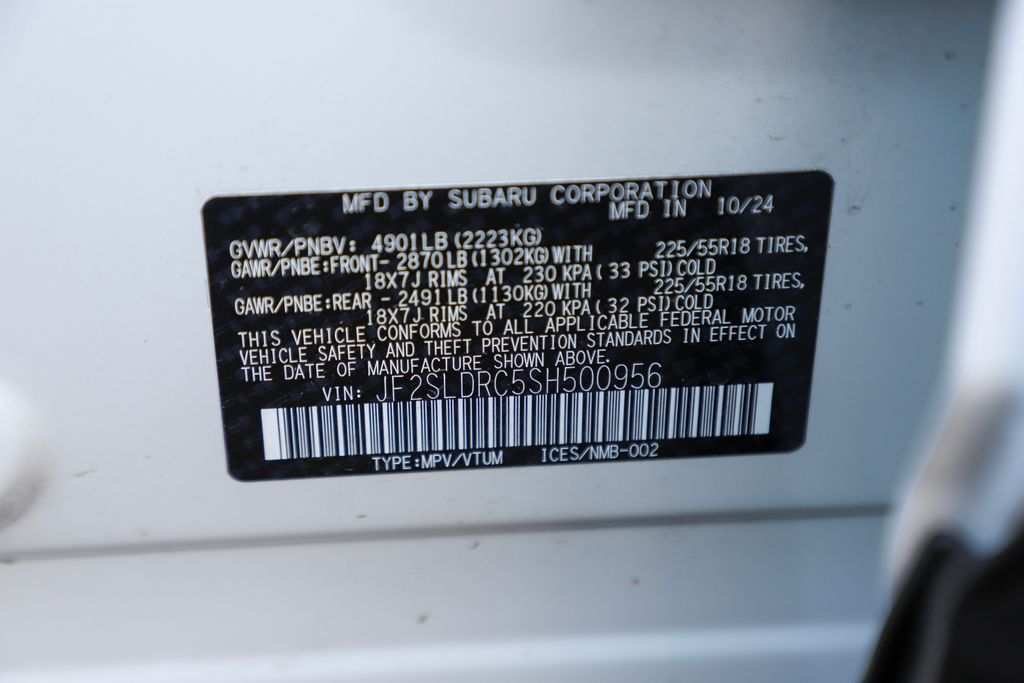 MFD BY SUBARU CORPORATION
MFD IN 10/24
GVWR/PNBV: 4901LB (2223KG)
GAWR/PNBE:FRONT- 2870LB (1302KG) WITH 225/55R18 TIRES,
18X7J RIMS AT 230 KPA ( 33 PSI) COLD
GAWR/PNBE:REAR - 2491LB (1130KG) WITH 225/55R18 TIRES,
18X7J RIMS AT 220 KPA ( 32 PSI) COLD
THIS VEHICLE CONFORMS TO ALL APPLICABLE FEDERAL MOTOR
VEHICLE SAFETY AND THEFT PREVENTION STANDARDS IN EFFECT ON
THE DATE OF MANUFACTURE SHOWN ABOVE.
VIN: JF2SLDRC5SH500956
TYPE:MPV/VTUM ICES/NMB-002